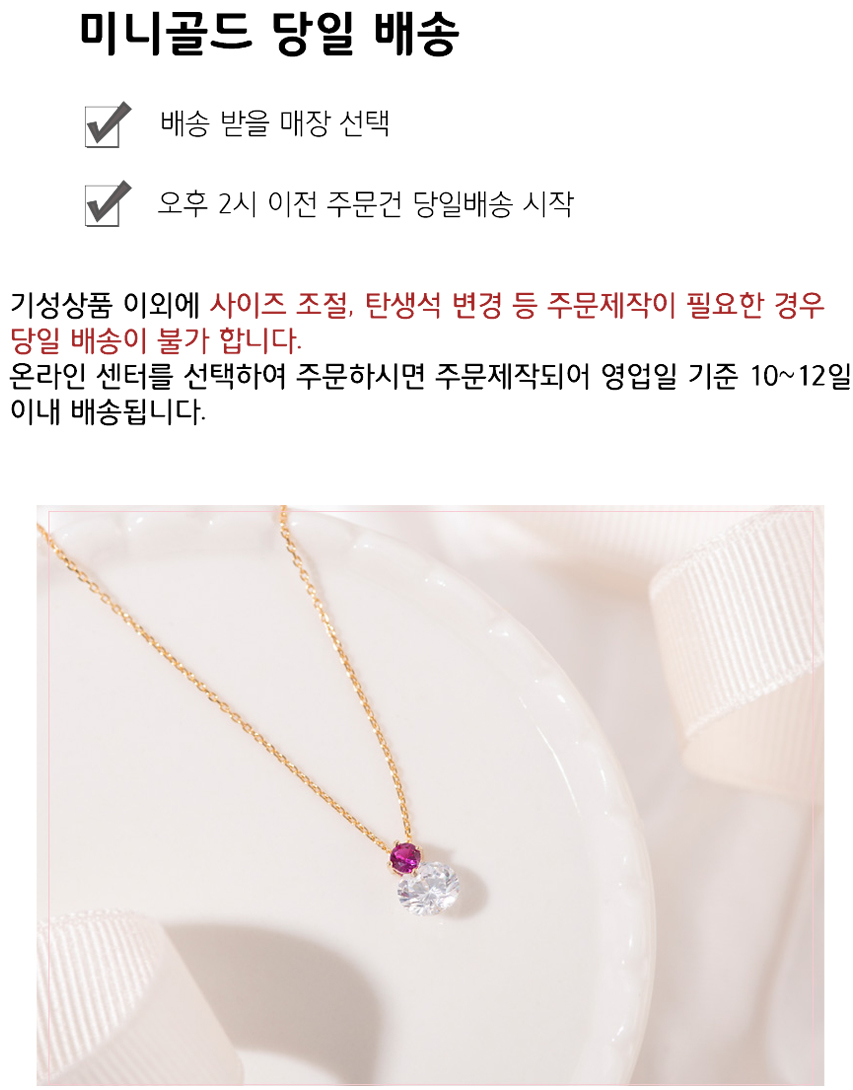 미니골드 당일 배송
배송 받을 매장 선택
오후 2시 이전 주문건 당일배송 시작
기성상품 이외에 사이즈 조절, 탄생석 변경 등 주문제작이 필요한 경우
당일 배송이 불가 합니다.
온라인 센터를 선택하여 주문하시면 주문제작되어 영업일 기준 10~12일
이내 배송됩니다.